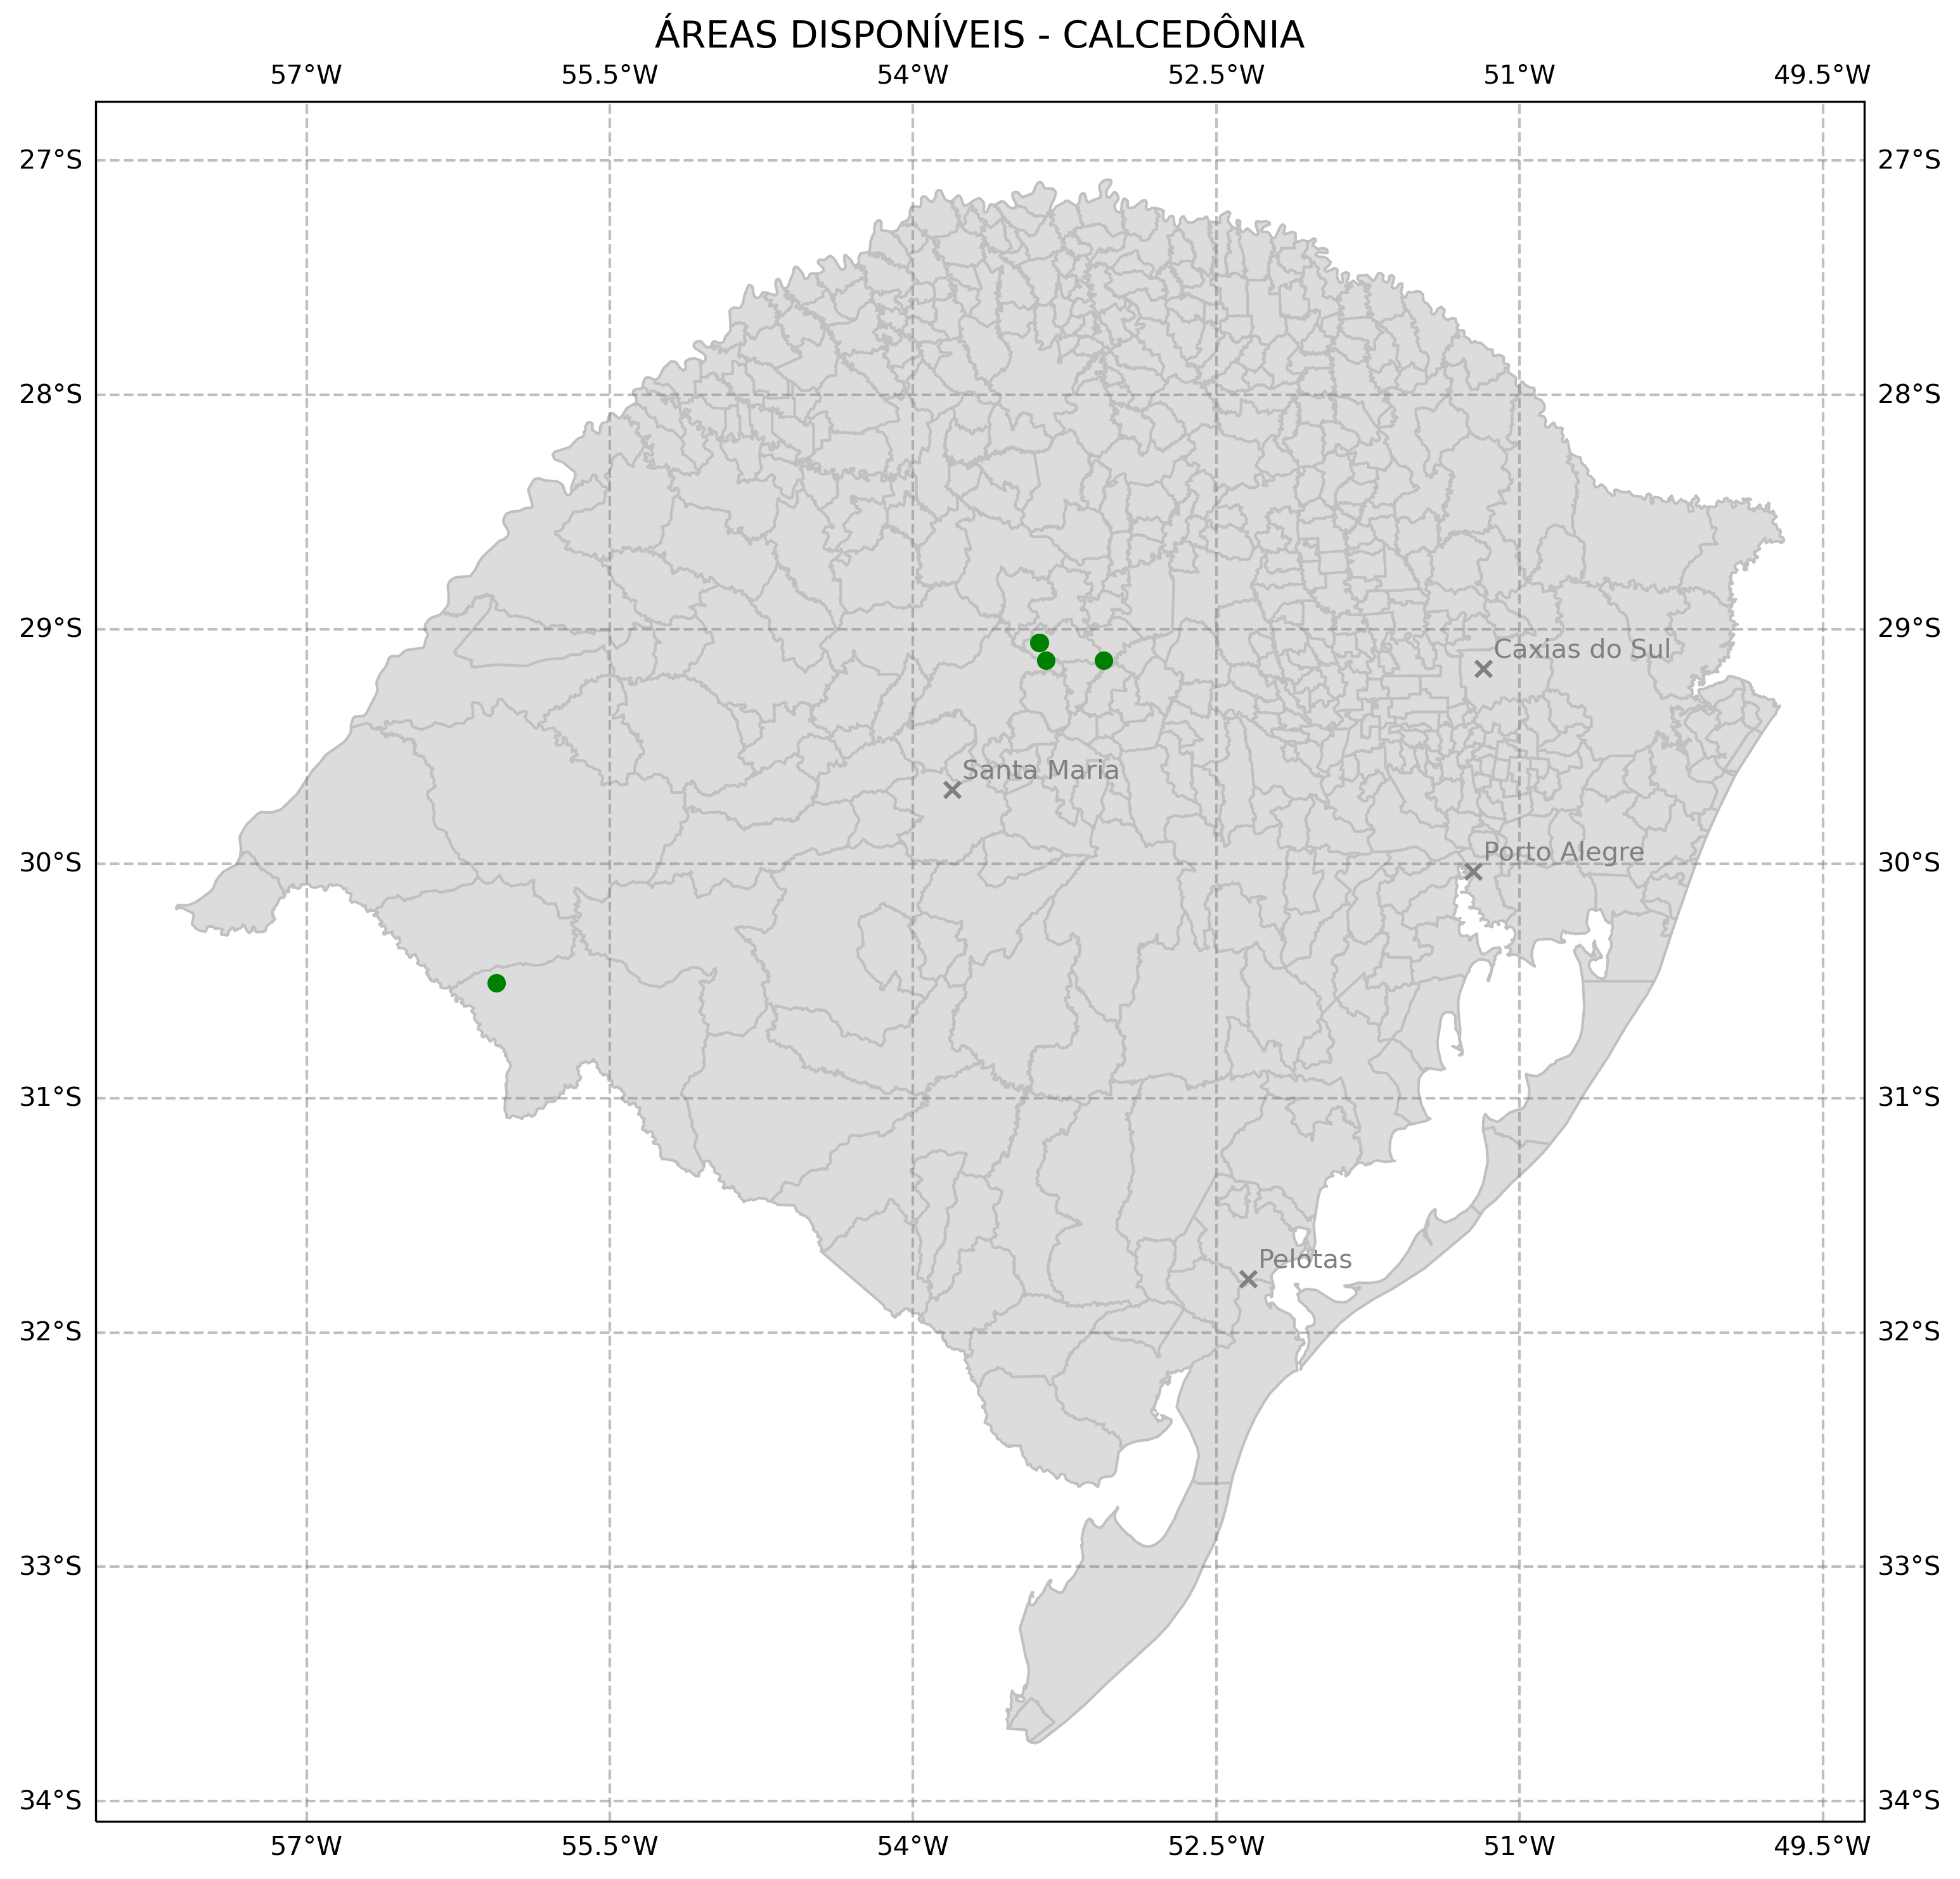 ÁREAS DISPONÍVEIS - CALCEDÔNIA
57°W 55.5°W 54°W 52.5°W 51°W 49.5°W
27°S 27°S
28°S 28°S
29°S 29°S
Caxias do Sul
Santa Maria
Porto Alegre
30°S 30°S
31°S 31°S
Pelotas
32°S 32°S
33°S 33°S
34°S 34°S
57°W 55.5°W 54°W 52.5°W 51°W 49.5°W